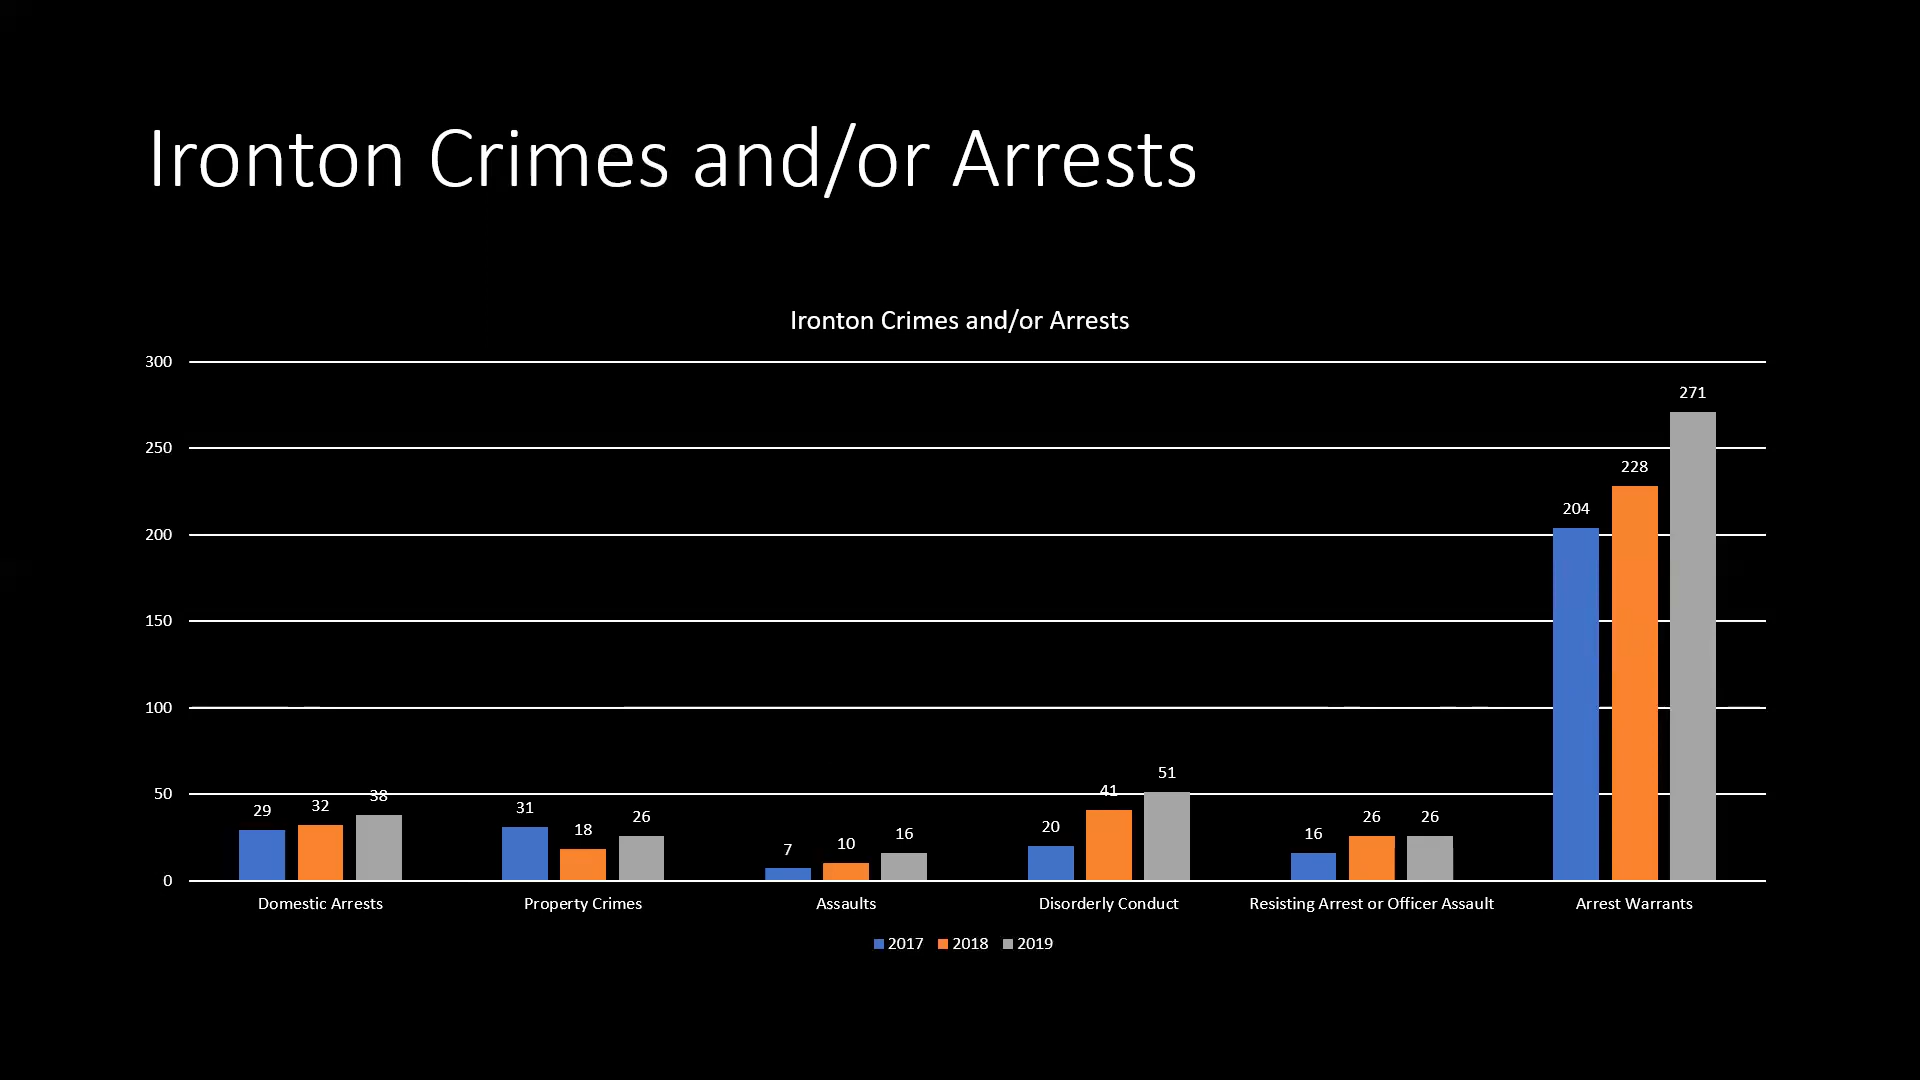 Ironton Crimes and/or Arrests
Ironton Crimes and/or Arrests
300
250
200
150
100
50
0
29 32 38
31 18 26
7 10 16
20 41 51
16 26 26
204 228 271
Domestic Arrests Property Crimes Assaults Disorderly Conduct Resisting Arrest or Officer Assault Arrest Warrants
2017 2018 2019